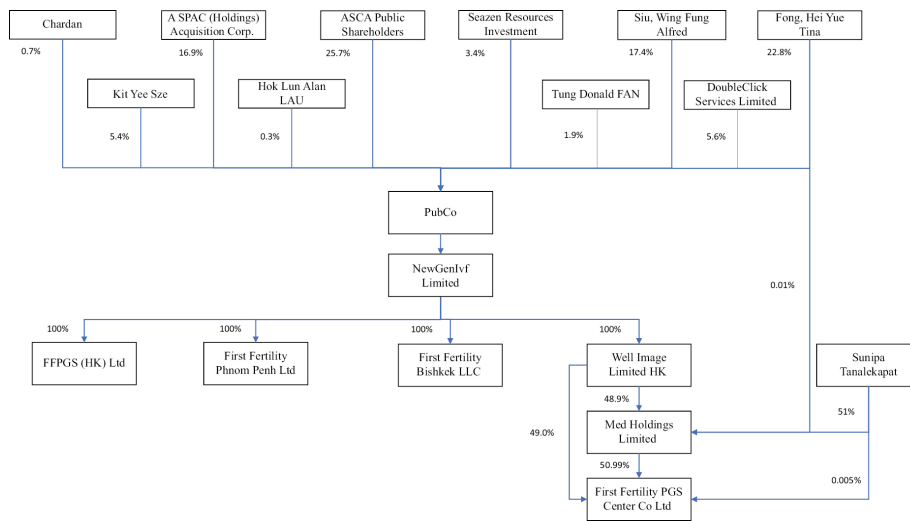 Chardan
A SPAC (Holdings)
Acquisition Corp.
ASCA Public
Shareholders
Seazen Resources
Investment
Siu, Wing Fung
Alfred
Fong, Hei Yue
Tina
0.7%
16.9%
25.7%
3.4%
17.4%
22.8%
Kit Yee Sze
Hok Lun Alan
LAU
Tung Donald FAN
DoubleClick
Services Limited
5.4%
0.3%
1.9%
5.6%
PubCo
NewGenIvf
Limited
0.01%
100%
100%
100%
100%
FFPGS (HK) Ltd
First Fertility
Phnom Penh Ltd
First Fertility
Bishkek LLC
Well Image
Limited HK
Sunipa
Tanalekapat
48.9%
51%
49.0%
Med Holdings
Limited
50.99%
0.005%
First Fertility PGS
Center Co Ltd